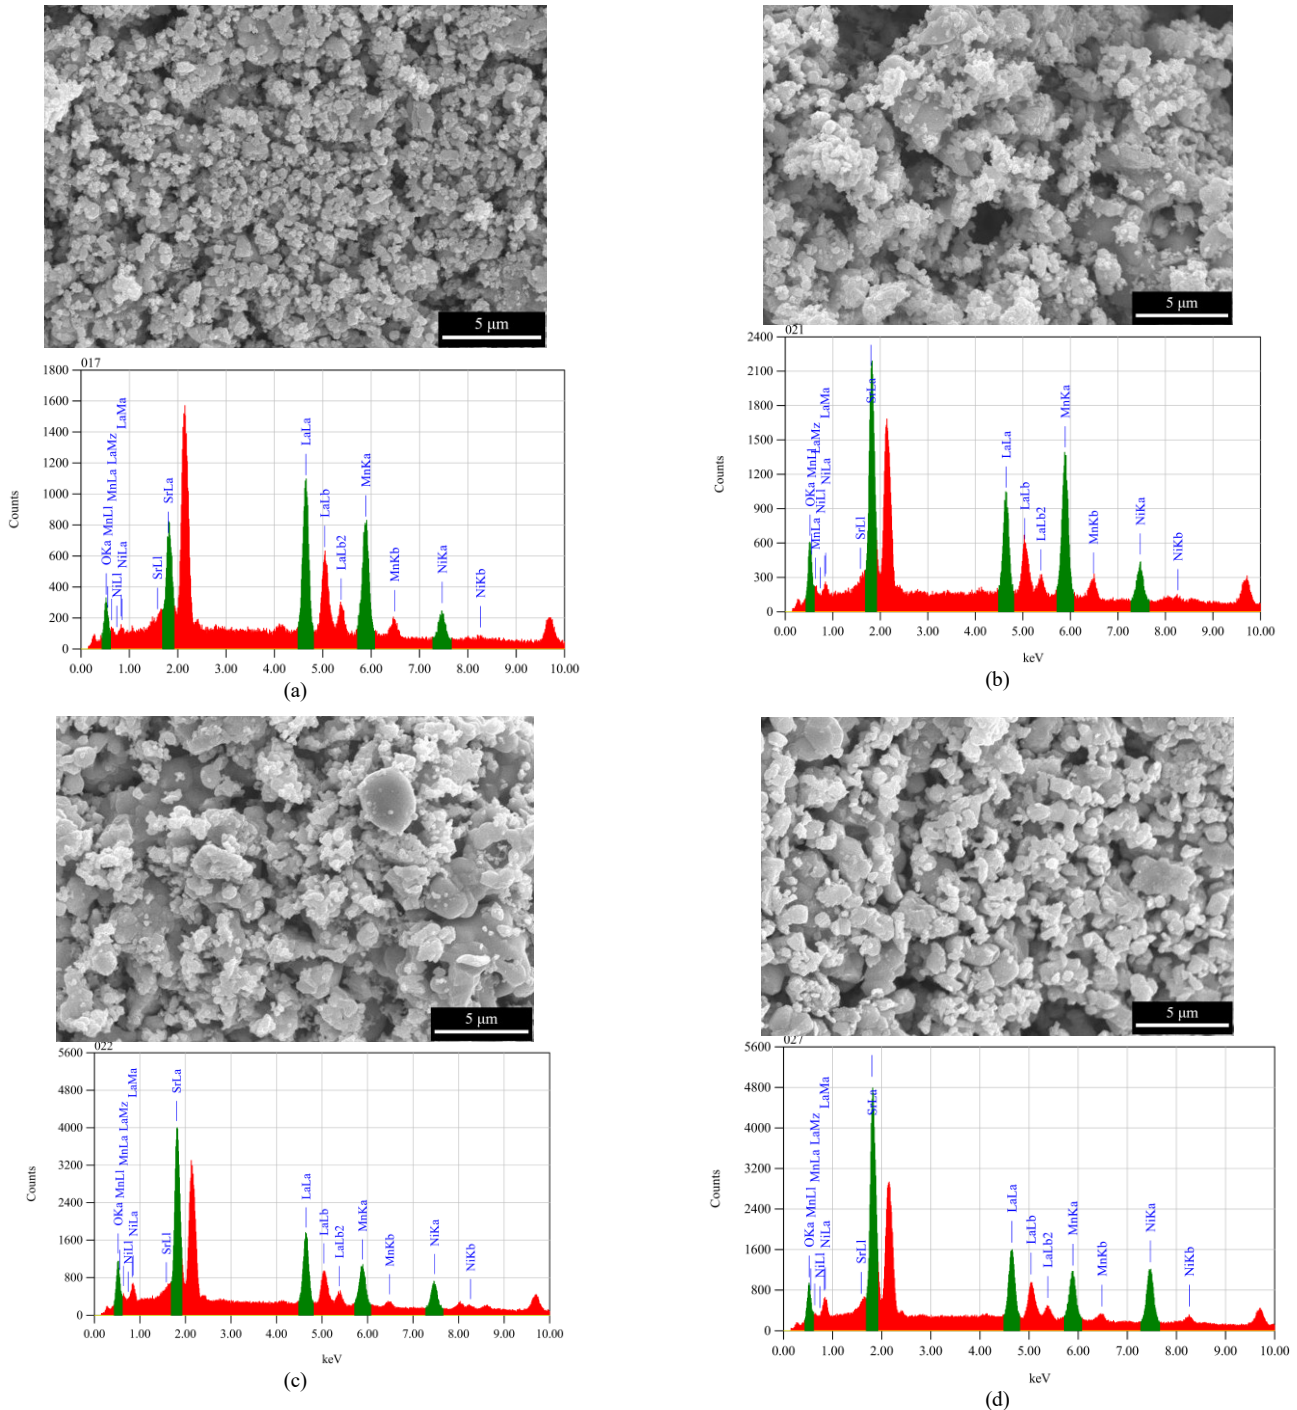 5 μm
5 μm
017
1800
1600
1400
1200
1000
800
600
400
200
0
Counts
OKa MnLl MnLa LaMz LaMa
NiLl NiLa
SrLl
SrLa
LaLa
LaLb
LaLb2
MnKa
MnKb
NiKa
NiKb
0.00 1.00 2.00 3.00 4.00 5.00 6.00 7.00 8.00 9.00 10.00
(a)
021
2400
2100
1800
1500
1200
900
600
300
0
Counts
OKa MnLl LaMz LaMa
MnLa NiLl NiLa
SrLl
SrLa
LaLa
LaLb
LaLb2
MnKa
MnKb
NiKa
NiKb
0.00 1.00 2.00 3.00 4.00 5.00 6.00 7.00 8.00 9.00 10.00
keV
(b)
5 μm
5 μm
022
5600
4800
4000
3200
2400
1600
800
0
Counts
OKa MnLl MnLa LaMz LaMa
NiLl NiLa
SrLl
SrLa
LaLa
LaLb
LaLb2
MnKa
MnKb
NiKa
NiKb
0.00 1.00 2.00 3.00 4.00 5.00 6.00 7.00 8.00 9.00 10.00
keV
(c)
027
5600
4800
4000
3200
2400
1600
800
0
Counts
OKa MnLl MnLa LaMz LaMa
NiLl NiLa
SrLl
SrLa
LaLa
LaLb
LaLb2
MnKa
MnKb
NiKa
NiKb
0.00 1.00 2.00 3.00 4.00 5.00 6.00 7.00 8.00 9.00 10.00
keV
(d)